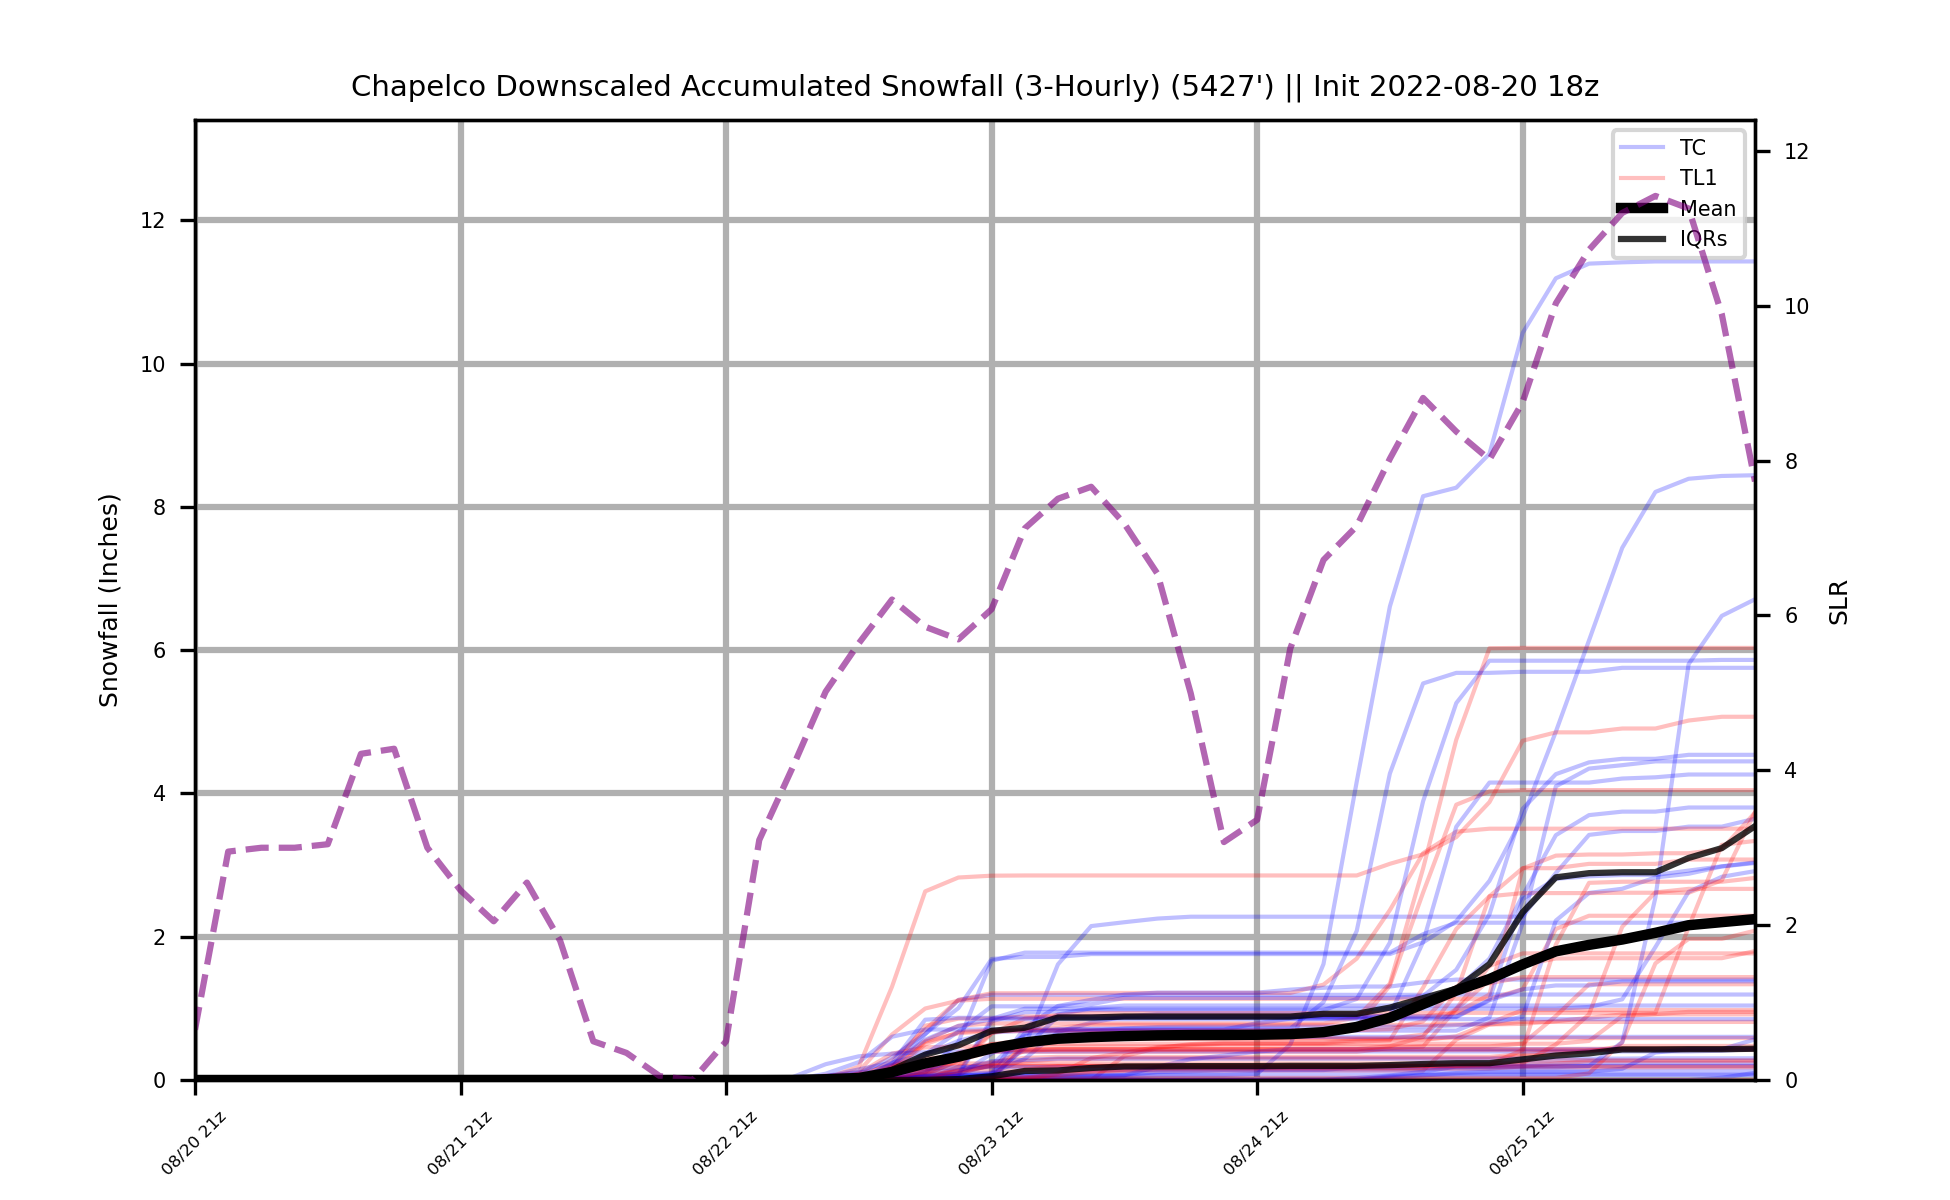 Chapelco Downscaled Accumulated Snowfall (3-Hourly) (5427') || Init 2022-08-20 18z
TC
TL1
Mean
IQRs
12
10
8
6
4
2
0
Snowfall (Inches)
12
10
8
6
4
2
0
SLR
08/20 21z
08/21 21z
08/22 21z
08/23 21z
08/24 21z
08/25 21z